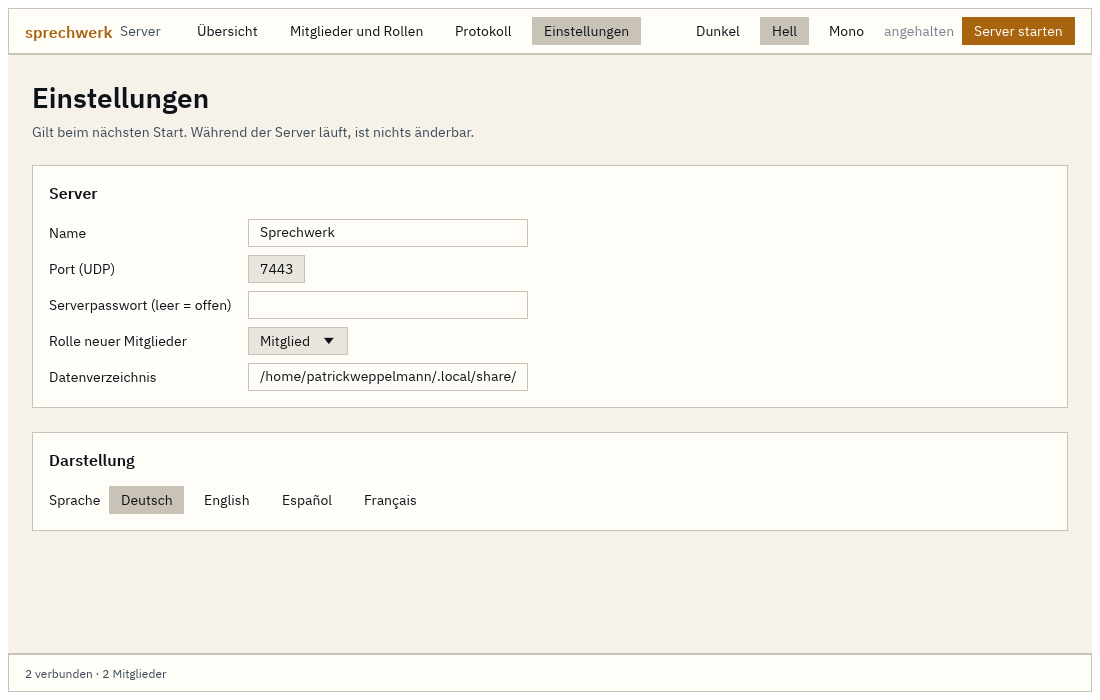 sprechwerk Server Übersicht Mitglieder und Rollen Protokoll Einstellungen Dunkel Hell Mono angehalten Server starten
Einstellungen
Gilt beim nächsten Start. Während der Server läuft, ist nichts änderbar.
Server
Name Sprechwerk
Port (UDP) 7443
Serverpasswort (leer = offen)
Rolle neuer Mitglieder Mitglied
Datenverzeichnis /home/patrickweppelmann/.local/share/
Darstellung
Sprache Deutsch English Español Français
2 verbunden · 2 Mitglieder